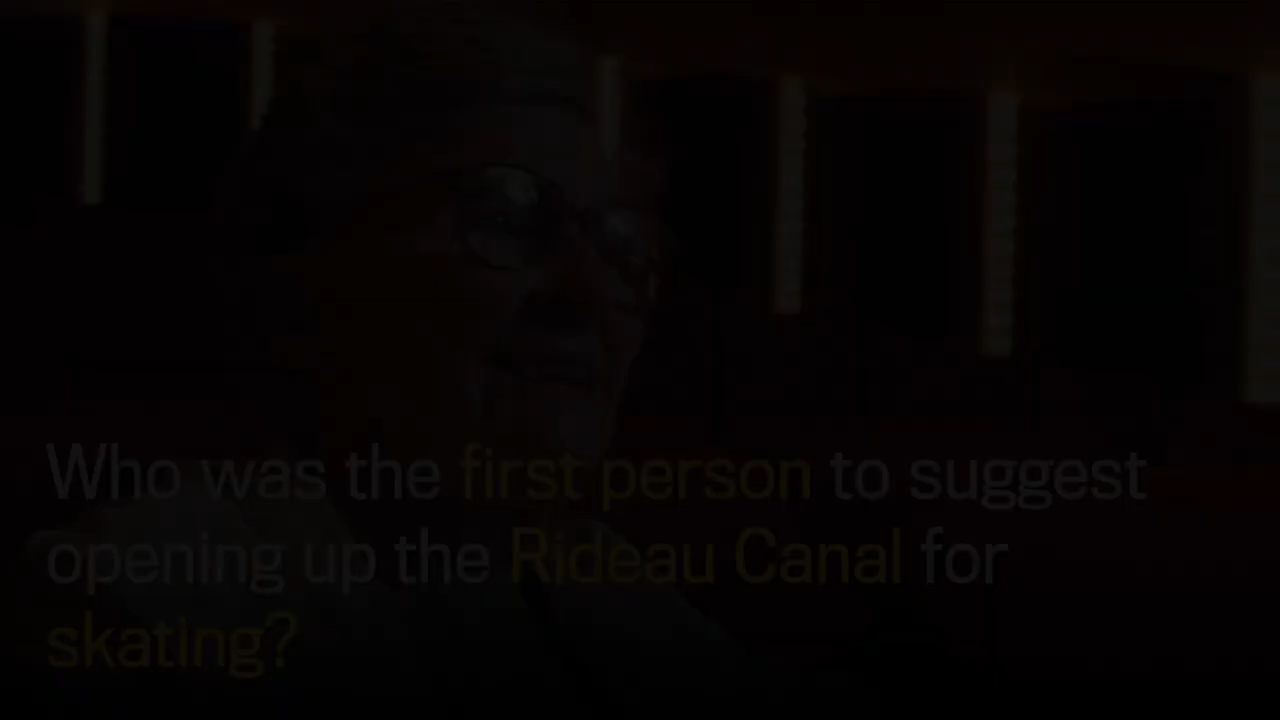 Who was the first person to suggest
opening up the Rideau Canal for
skating?